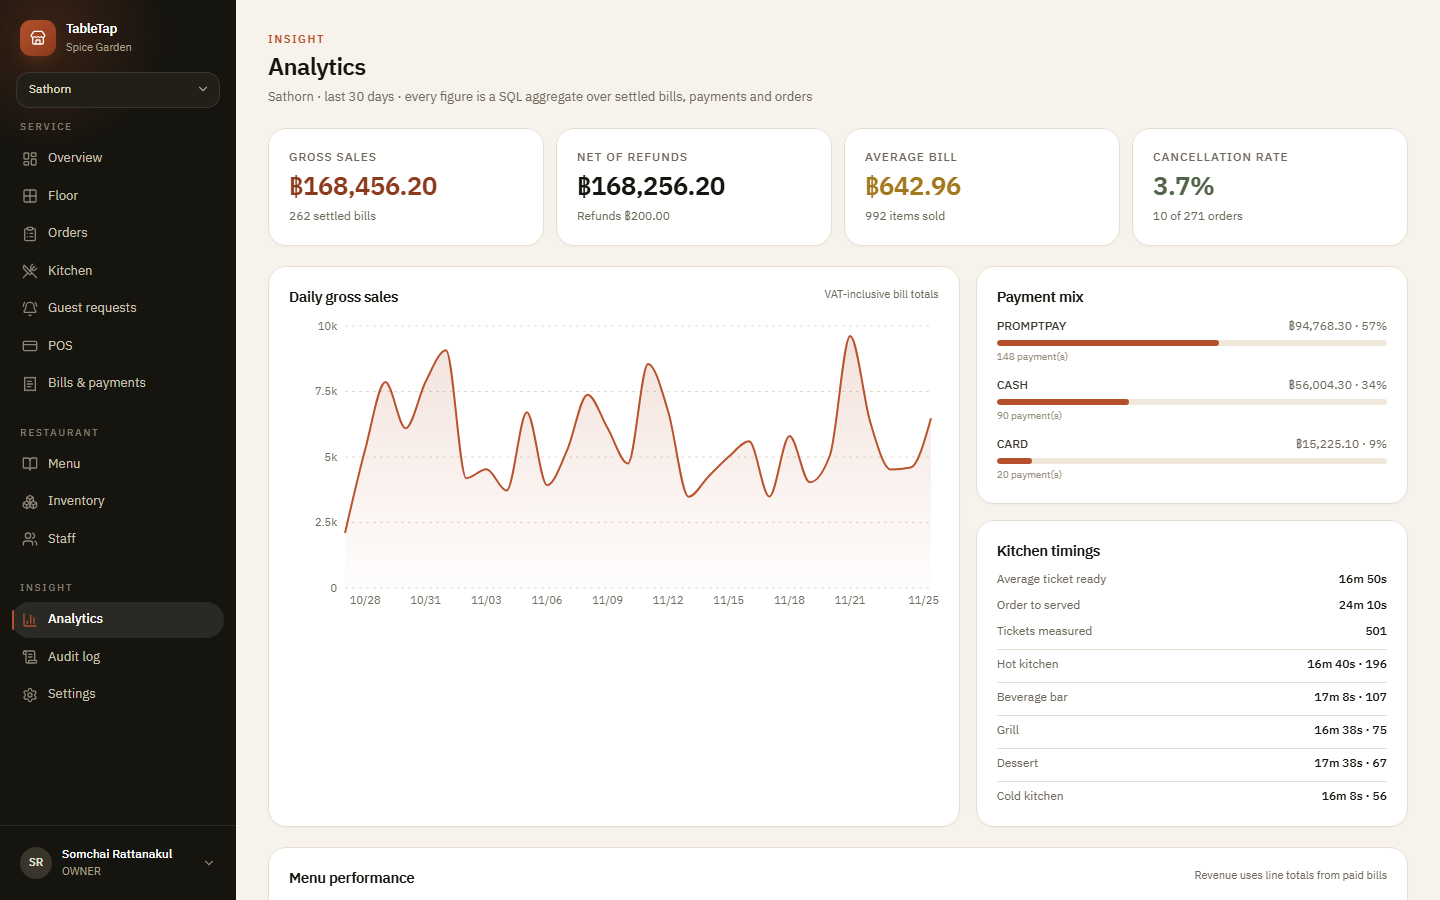 TableTap
Spice Garden
Sathorn
SERVICE
Overview
Floor
Orders
Kitchen
Guest requests
POS
Bills & payments
RESTAURANT
Menu
Inventory
Staff
INSIGHT
Analytics
Audit log
Settings
SR
Somchai Rattanakul
OWNER
INSIGHT
Analytics
Sathorn · last 30 days · every figure is a SQL aggregate over settled bills, payments and orders
GROSS SALES
฿168,456.20
262 settled bills
NET OF REFUNDS
฿168,256.20
Refunds ฿200.00
AVERAGE BILL
฿642.96
992 items sold
CANCELLATION RATE
3.7%
10 of 271 orders
Daily gross sales
VAT-inclusive bill totals
10k
7.5k
5k
2.5k
0
10/28 10/31 11/03 11/06 11/09 11/12 11/15 11/18 11/21 11/25
Payment mix
PROMPTPAY ฿94,768.30 · 57%
148 payment(s)
CASH ฿56,004.30 · 34%
90 payment(s)
CARD ฿15,225.10 · 9%
20 payment(s)
Kitchen timings
Average ticket ready 16m 50s
Order to served 24m 10s
Tickets measured 501
Hot kitchen 16m 40s · 196
Beverage bar 17m 8s · 107
Grill 16m 38s · 75
Dessert 17m 38s · 67
Cold kitchen 16m 8s · 56
Menu performance
Revenue uses line totals from paid bills